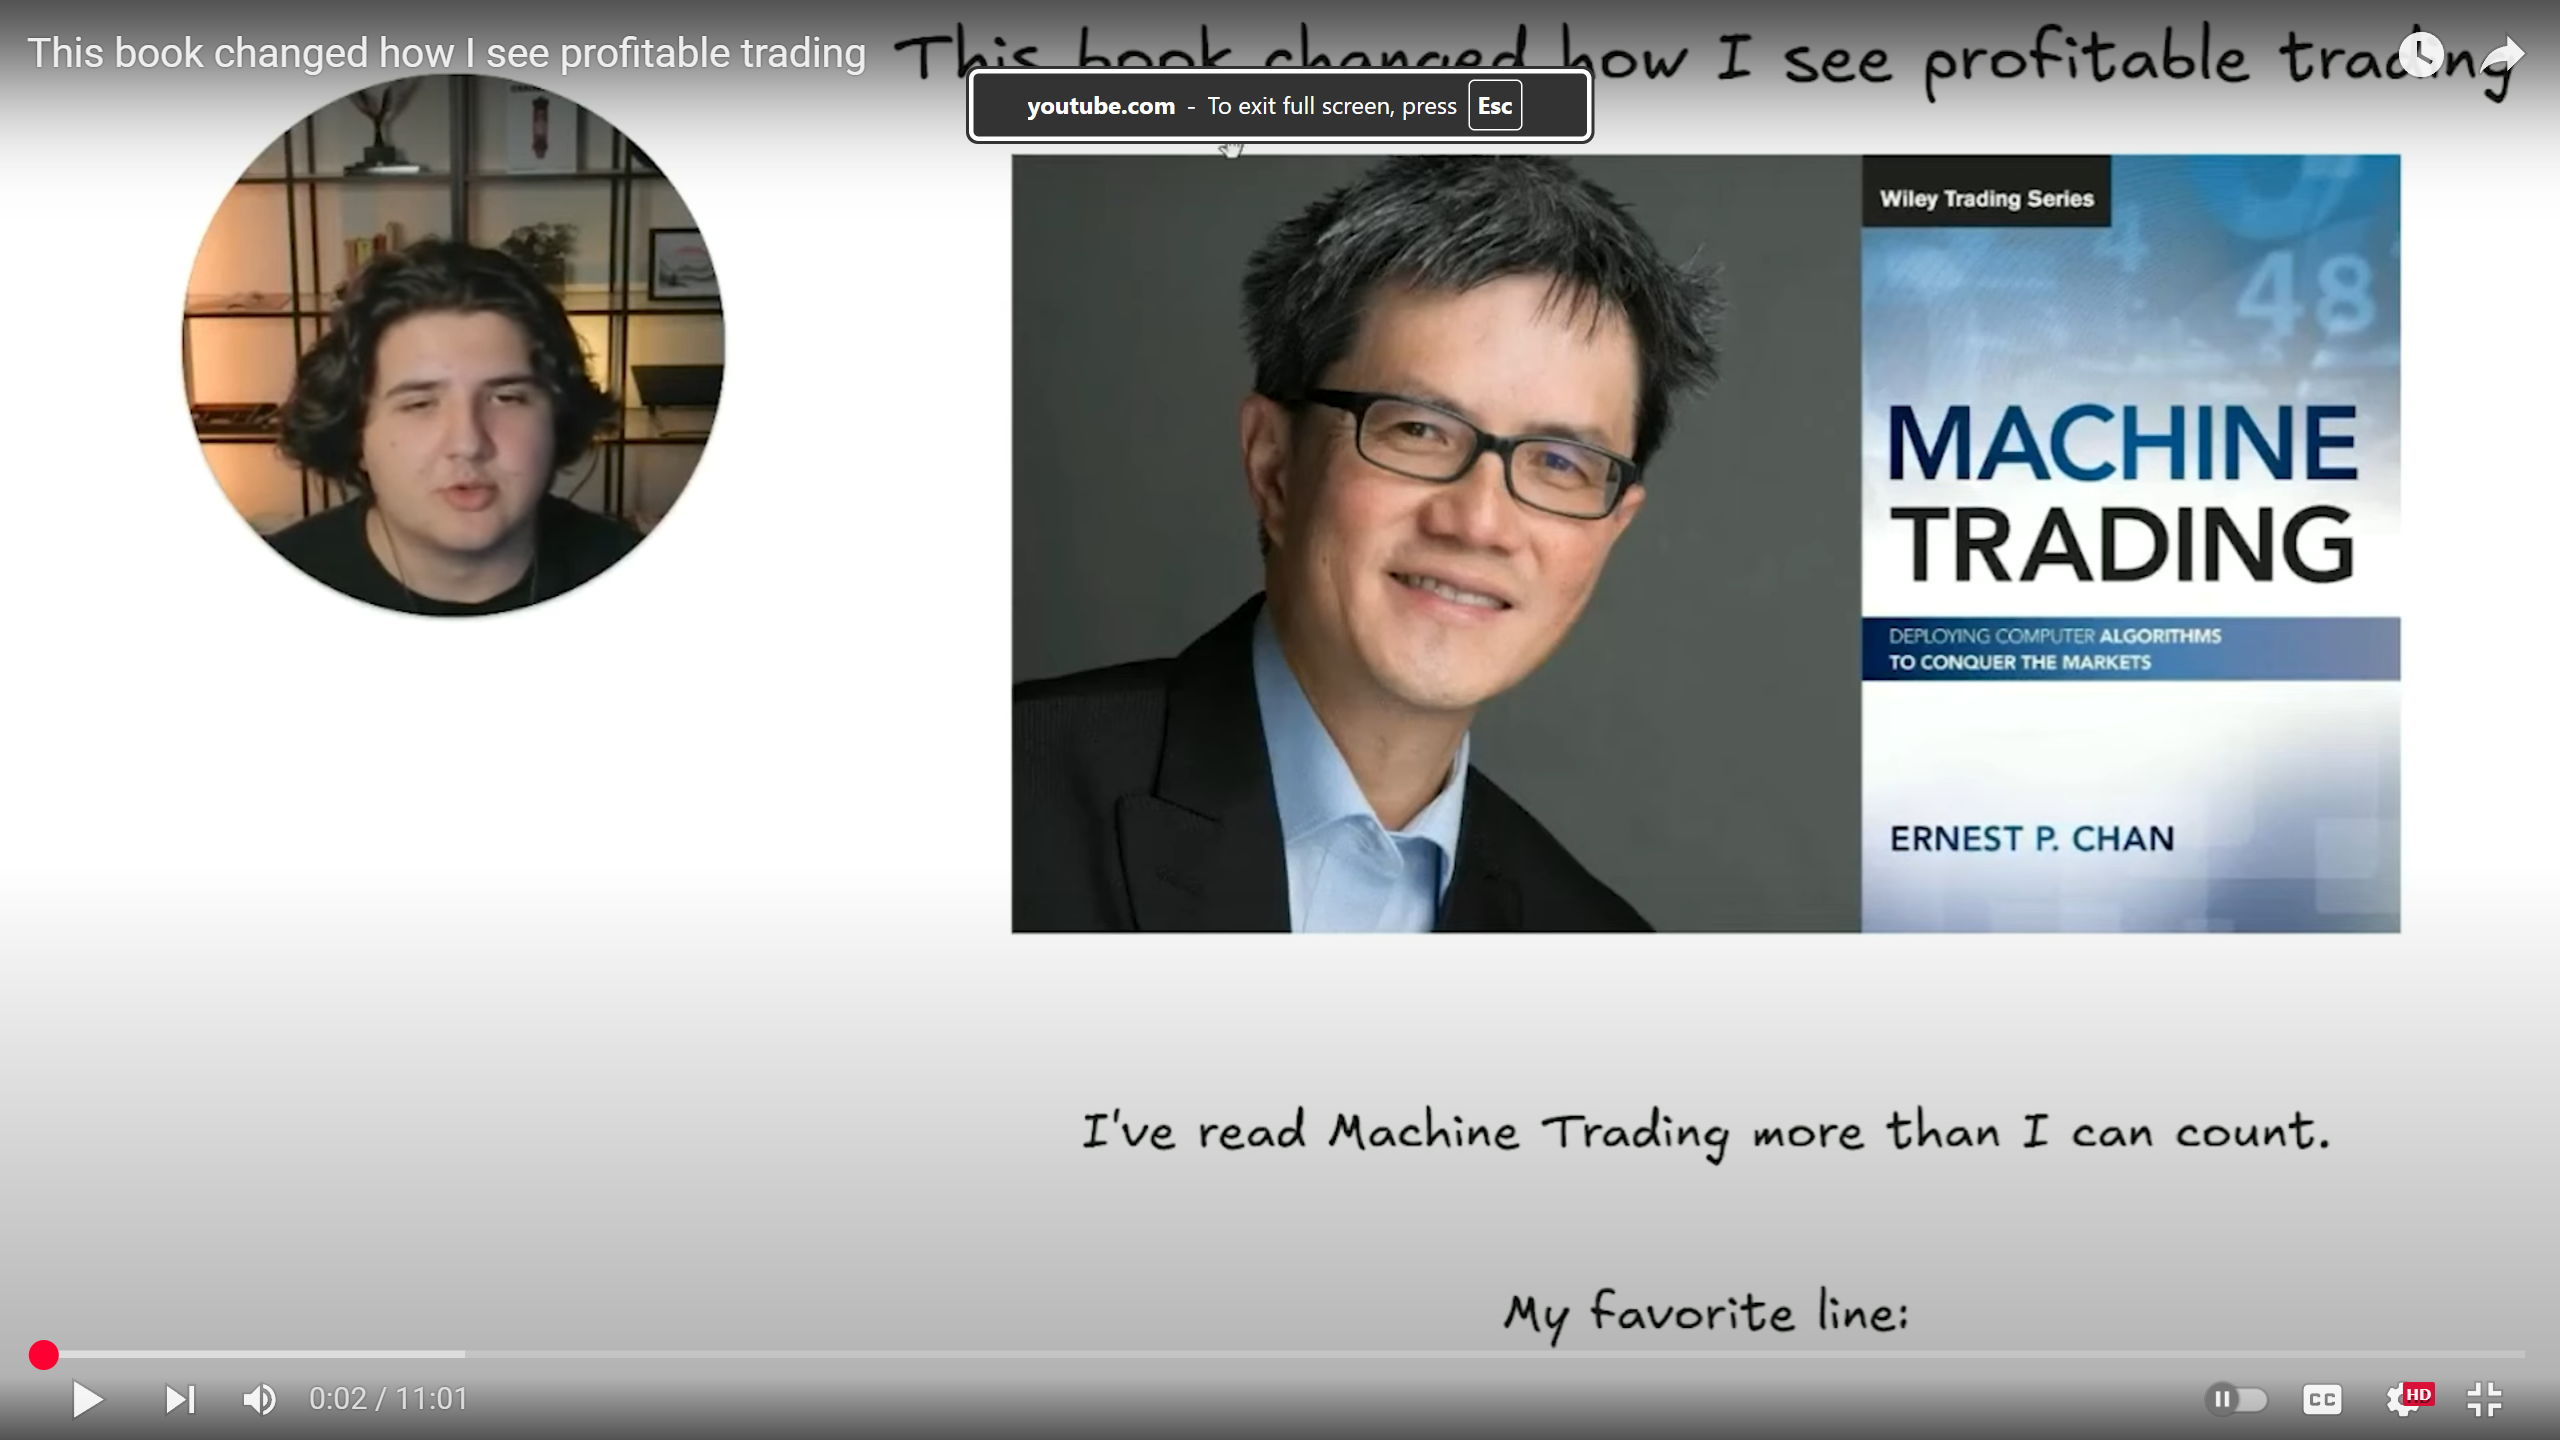 This book changed how I see profitable trading
This book changed how I see profitable trading
youtube.com - To exit full screen, press Esc
Wiley Trading Series
4
48
MACHINE
TRADING
DEPLOYING COMPUTER ALGORITHMS
TO CONQUER THE MARKETS
ERNEST P. CHAN
I've read Machine Trading more than I can count.
My favorite line:
0:02 / 11:01
CC
HD